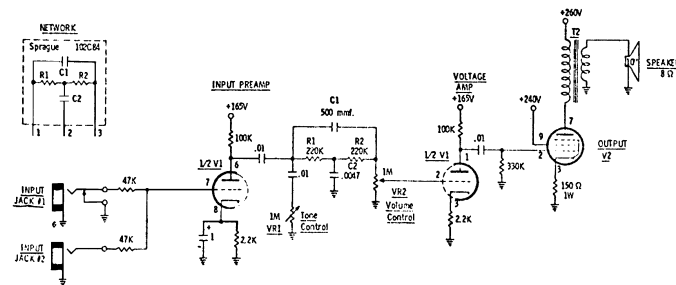 NETWORK
Sprague 102C84
C1
R1 R2
C2
1 2 3
INPUT
JACK #1
6
47K
INPUT
JACK #2
47K
INPUT PREAMP
+165V
100K
6
1/2 V1
7
8
+
1
-
2.2K
.01
C1
500 mmf.
R1
220K
R2
220K
C2
.0047
.01
1M
VR1
Tone
Control
1M
VR2
Volume
Control
VOLTAGE
AMP
+165V
100K
1
1/2 V1
2
3
2.2K
.01
330K
+240V
9
2
3
7
150 Ω
1W
OUTPUT
V2
+260V
T2
10"
SPEAKER
8 Ω